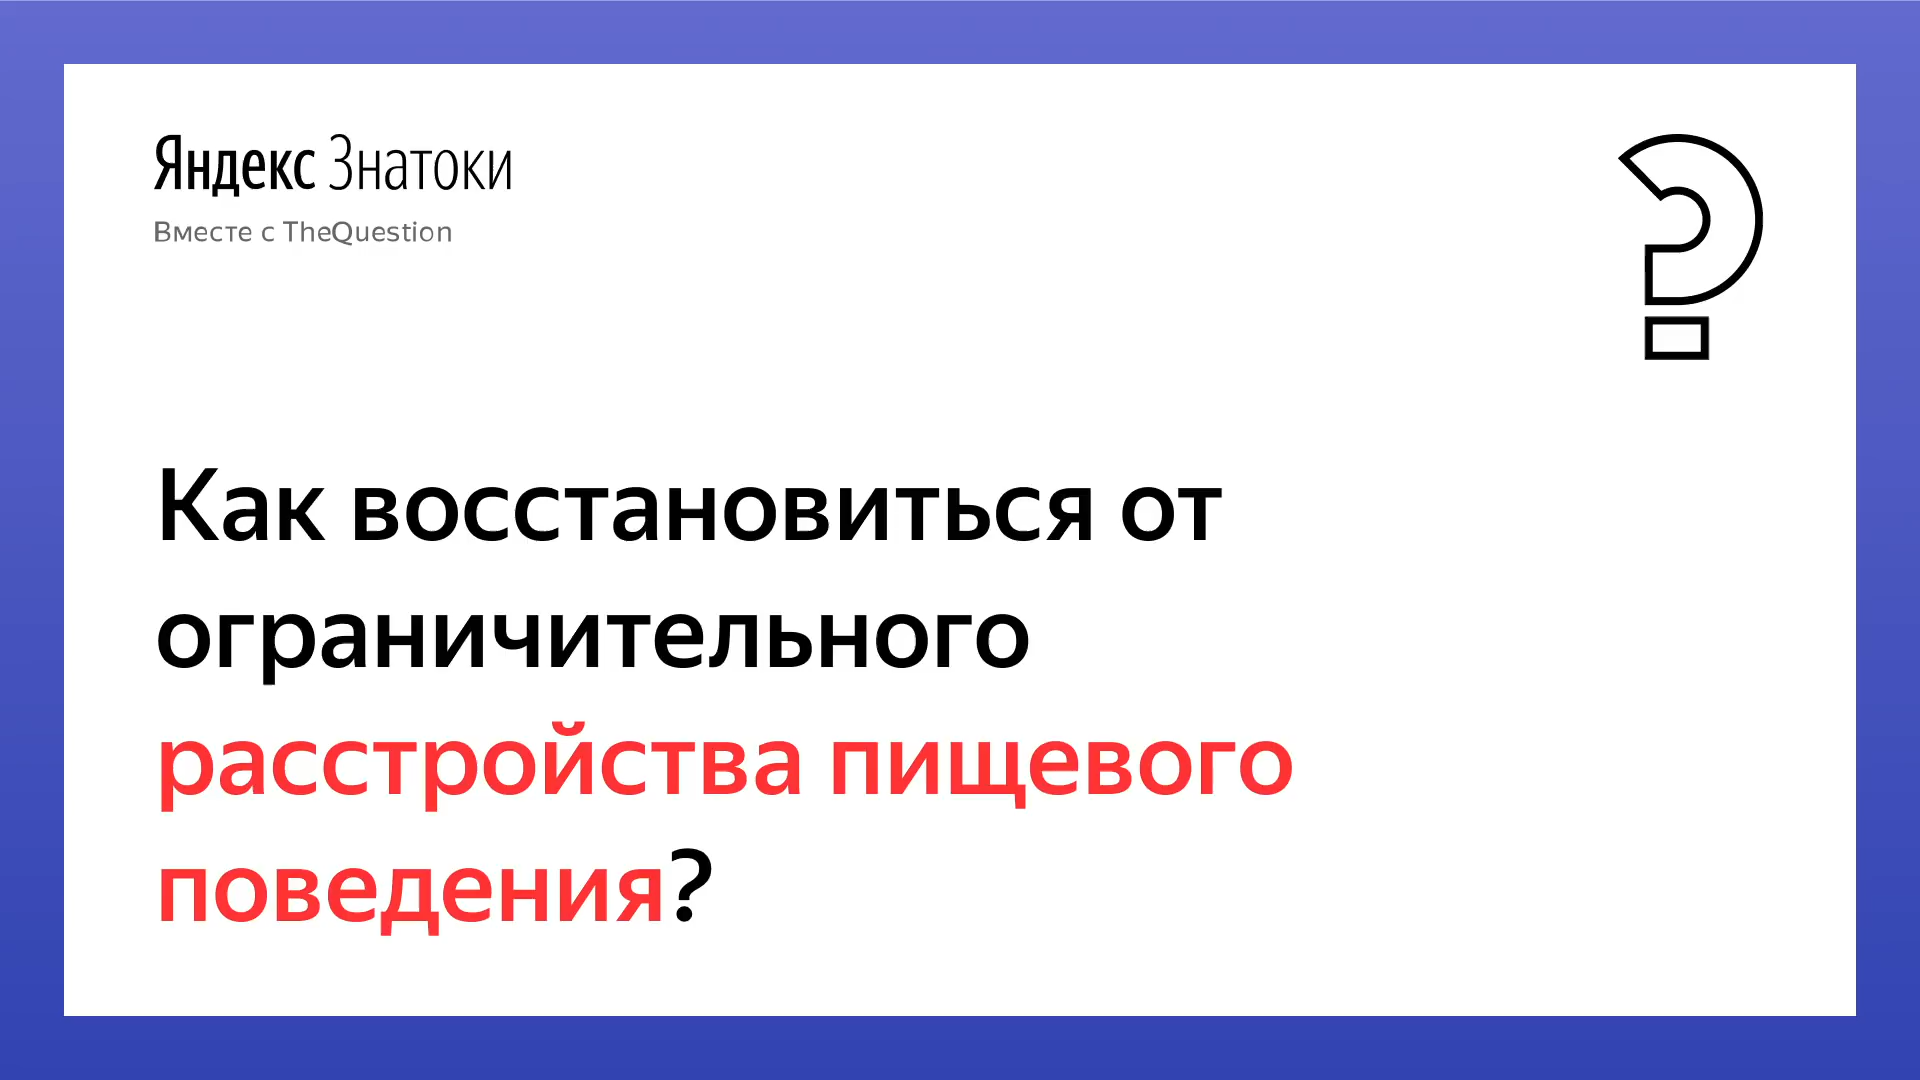 Яндекс Знатоки
Вместе с TheQuestion
Как восстановиться от
ограничительного
расстройства пищевого
поведения?